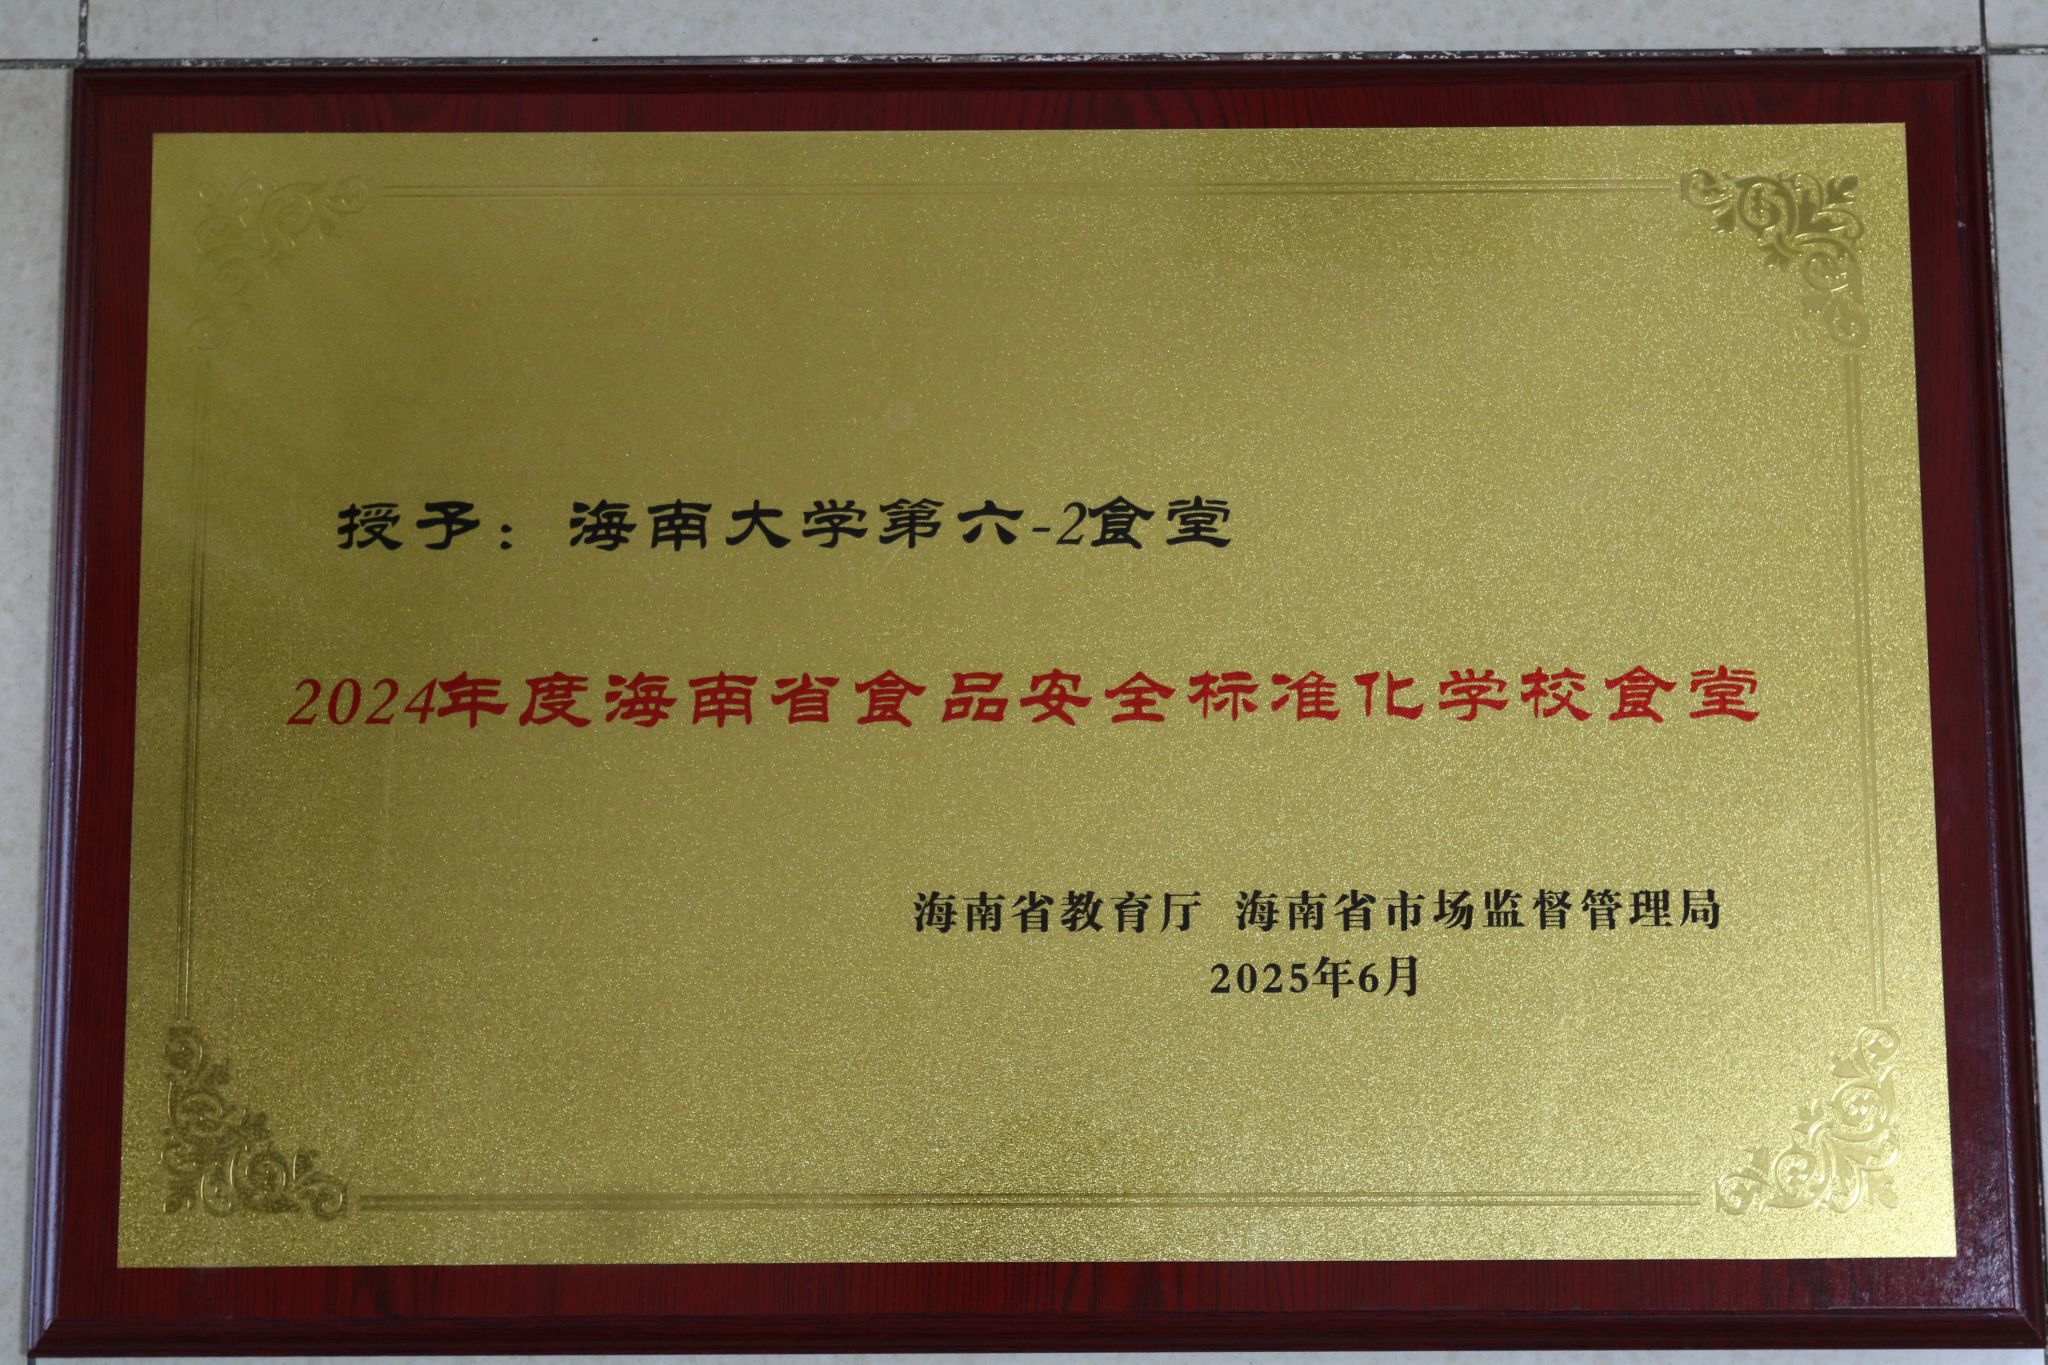 授予：海南大学第六-2食堂
2024年度海南省食品安全标准化学校食堂
海南省教育厅 海南省市场监督管理局
2025年6月